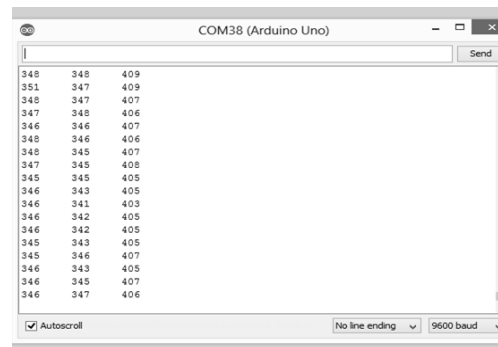 COM38 (Arduino Uno)
Send
348 348 409
351 347 409
348 347 407
347 348 406
346 346 407
348 346 406
348 345 407
347 345 408
345 345 405
346 343 405
346 341 403
346 342 405
346 342 405
345 343 405
345 346 407
346 343 405
346 345 407
346 347 406
Autoscroll No line ending 9600 baud